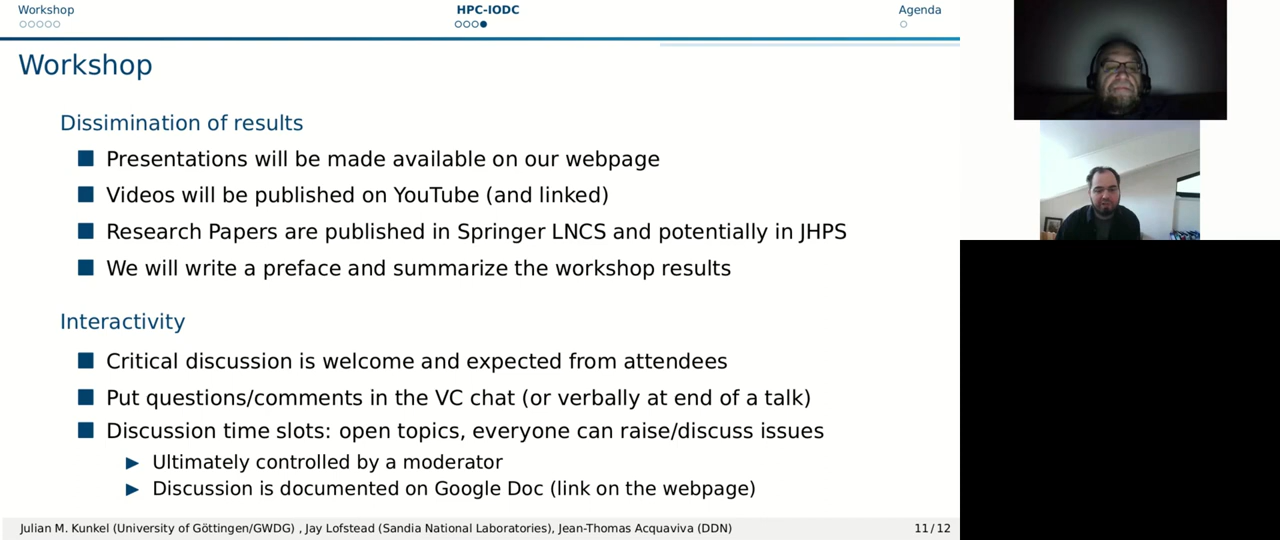 Workshop
HPC-IODC
Agenda
Workshop
Dissimination of results
Presentations will be made available on our webpage
Videos will be published on YouTube (and linked)
Research Papers are published in Springer LNCS and potentially in JHPS
We will write a preface and summarize the workshop results
Interactivity
Critical discussion is welcome and expected from attendees
Put questions/comments in the VC chat (or verbally at end of a talk)
Discussion time slots: open topics, everyone can raise/discuss issues
Ultimately controlled by a moderator
Discussion is documented on Google Doc (link on the webpage)
Julian M. Kunkel (University of Göttingen/GWDG) , Jay Lofstead (Sandia National Laboratories), Jean-Thomas Acquaviva (DDN)
11 / 12